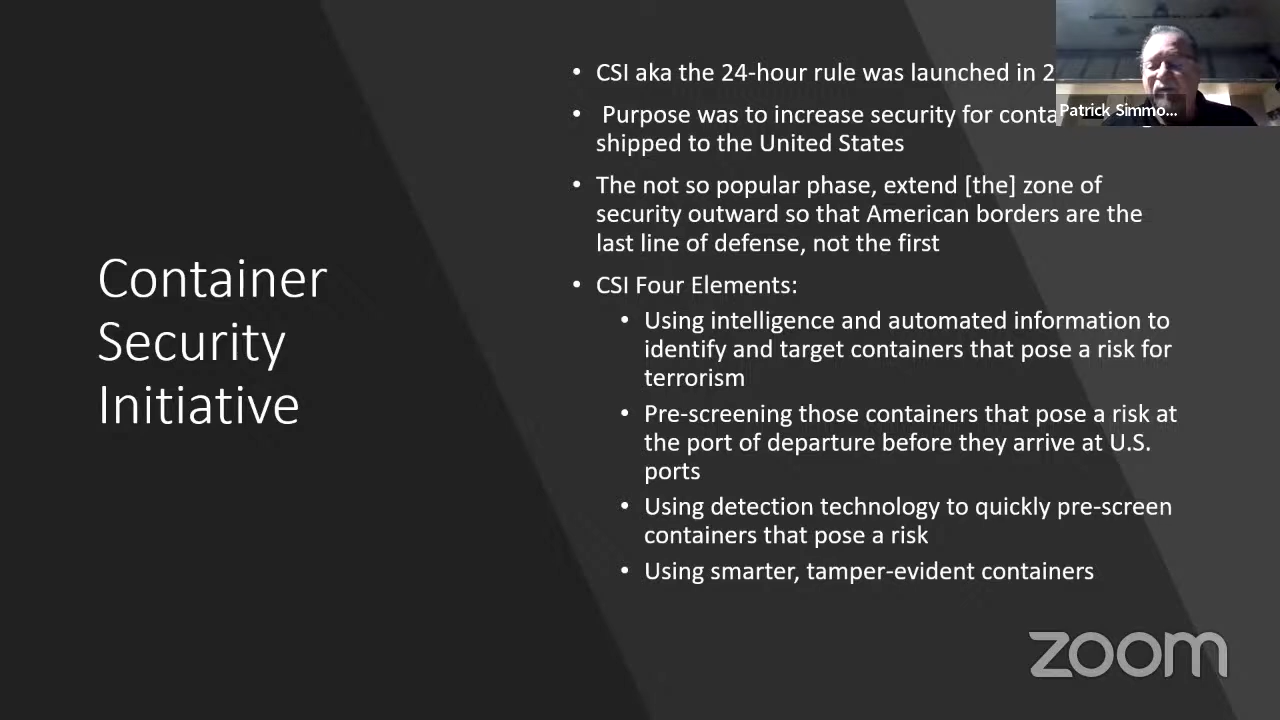 Container
Security
Initiative
• CSI aka the 24-hour rule was launched in 2
• Purpose was to increase security for conta
shipped to the United States
• The not so popular phase, extend [the] zone of
security outward so that American borders are the
last line of defense, not the first
• CSI Four Elements:
• Using intelligence and automated information to
identify and target containers that pose a risk for
terrorism
• Pre-screening those containers that pose a risk at
the port of departure before they arrive at U.S.
ports
• Using detection technology to quickly pre-screen
containers that pose a risk
• Using smarter, tamper-evident containers
Patrick Simmo...
zoom